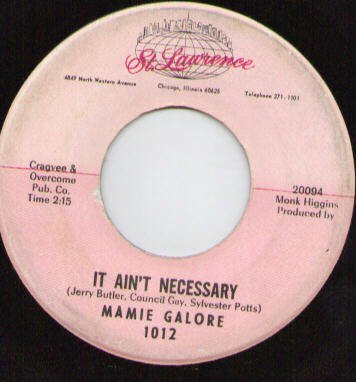 St. Lawrence
4849 North Western Avenue
Chicago, Illinois 60625
Telephone 271-1101
Cragvee &
Overcome
Pub. Co.
Time 2:15
20094
Monk Higgins
Produced by
IT AIN'T NECESSARY
(Jerry Butler, Council Gay, Sylvester Potts)
MAMIE GALORE
1012